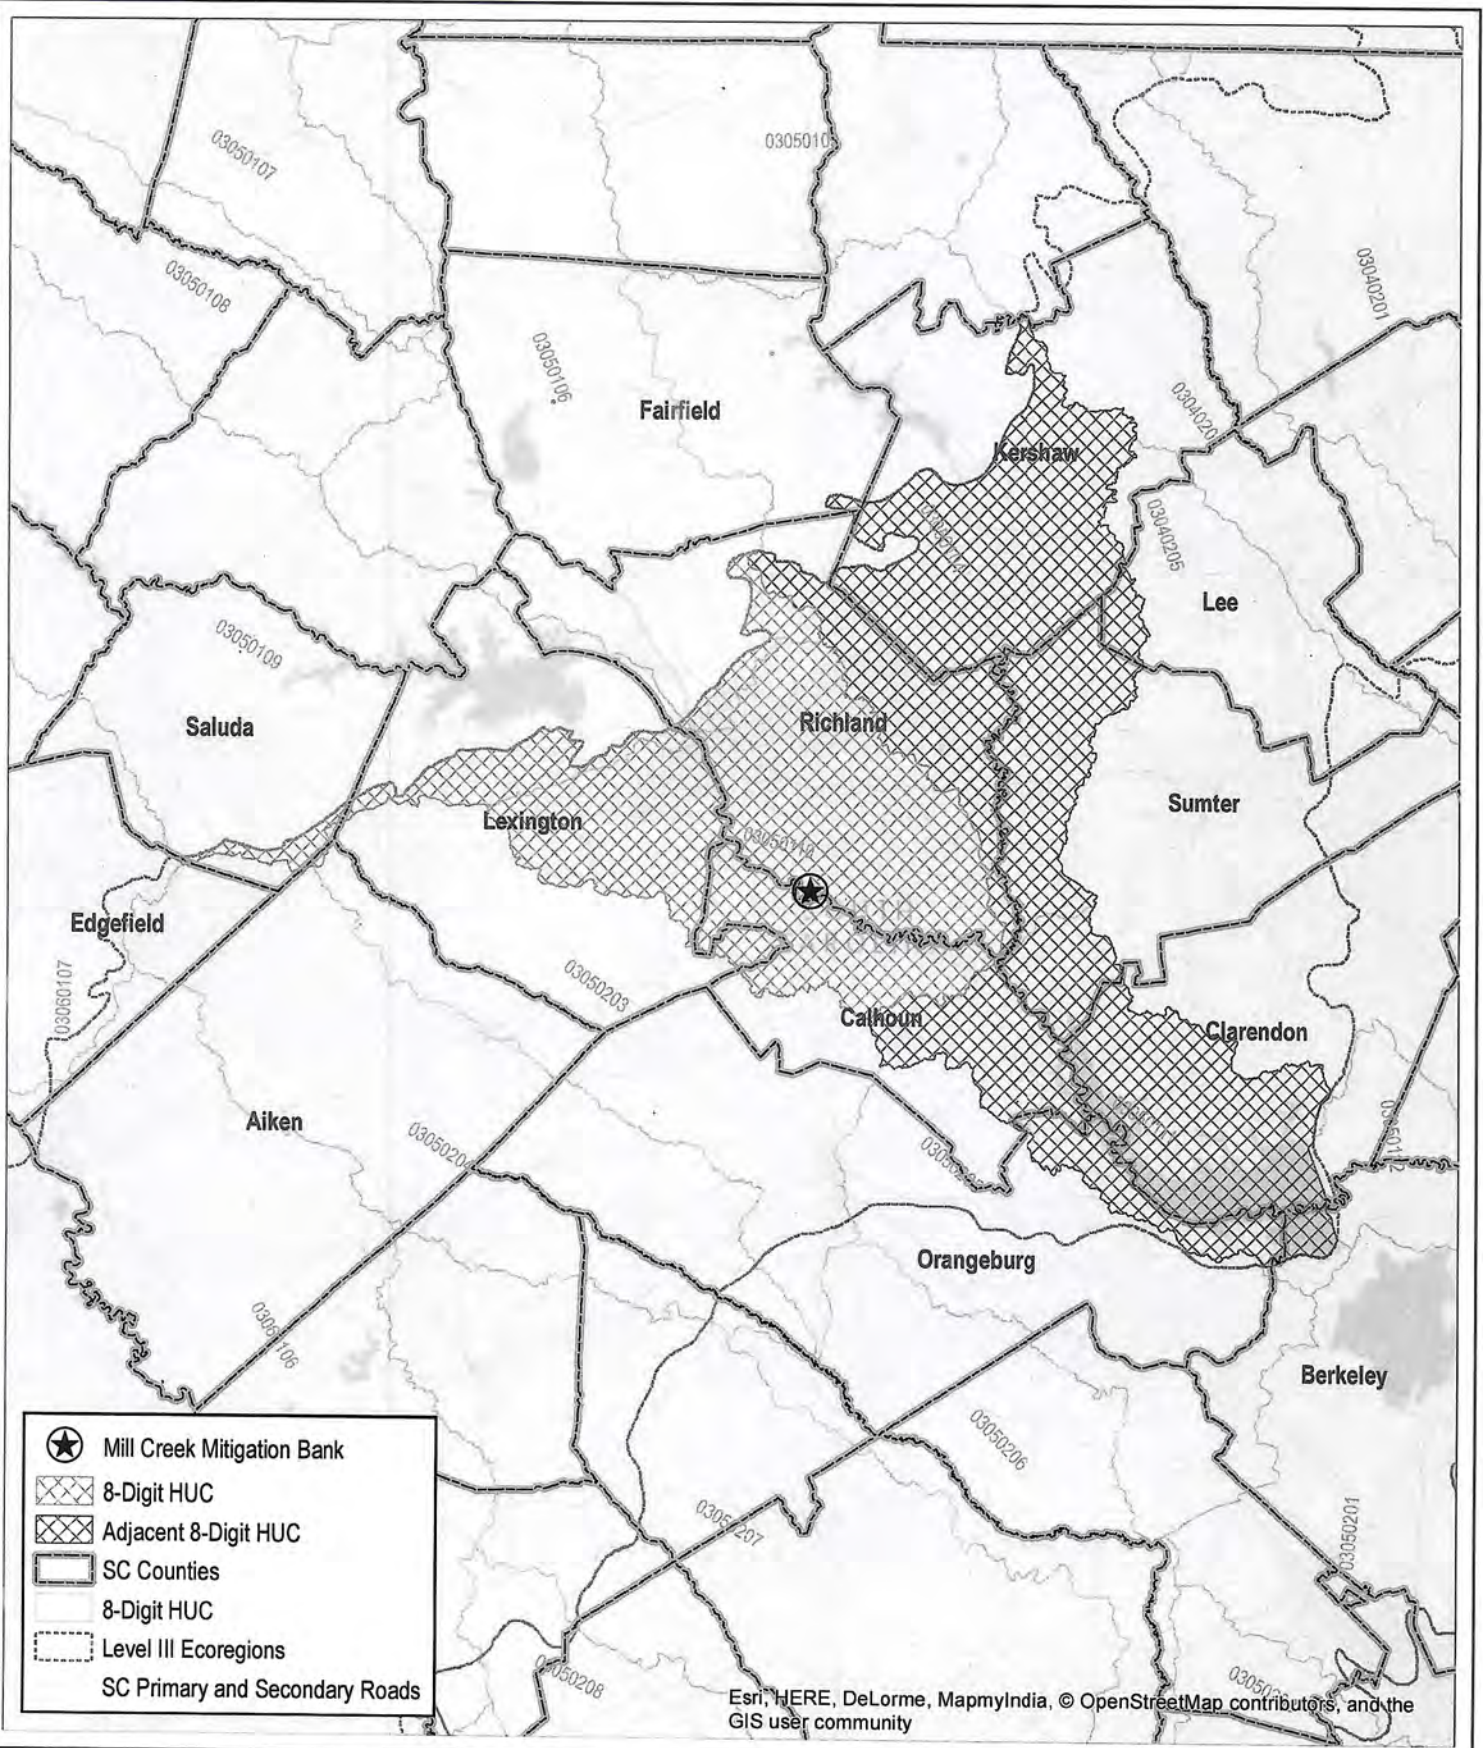 03050107
03050108
03040201
03050106
Fairfield
Kershaw
03040205
Lee
03050109
Saluda
Richland
Sumter
Lexington
03050110
Edgefield
03060107
03050203
Calhoun
Clarendon
Aiken
Orangeburg
Berkeley
03050206
03050201
03050208
Mill Creek Mitigation Bank
8-Digit HUC
Adjacent 8-Digit HUC
SC Counties
8-Digit HUC
Level III Ecoregions
SC Primary and Secondary Roads
Esri, HERE, DeLorme, MapmyIndia, © OpenStreetMap contributors, and the
GIS user community